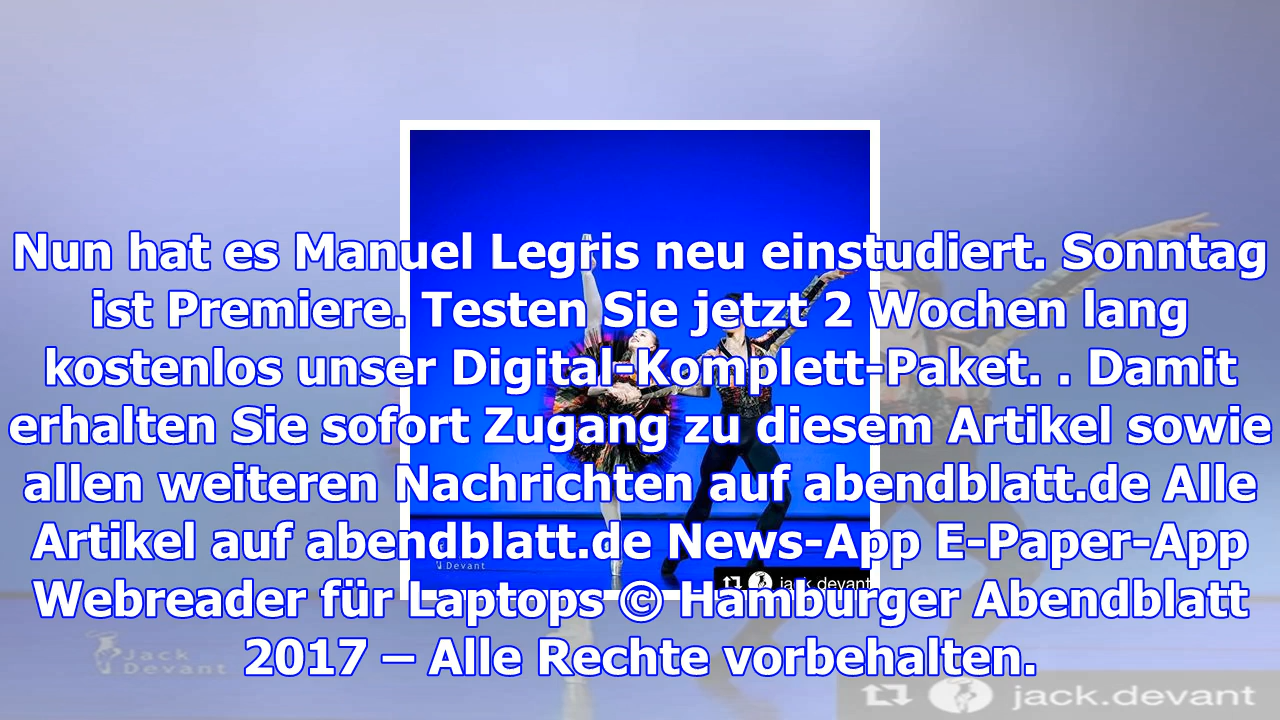 Nun hat es Manuel Legris neu einstudiert. Sonntag
ist Premiere. Testen Sie jetzt 2 Wochen lang
kostenlos unser Digital-Komplett-Paket. . Damit
erhalten Sie sofort Zugang zu diesem Artikel sowie
allen weiteren Nachrichten auf abendblatt.de Alle
Artikel auf abendblatt.de News-App E-Paper-App
Webreader für Laptops © Hamburger Abendblatt
2017 – Alle Rechte vorbehalten.
Devant
jack.devant
Jack
Devant
jack.devant